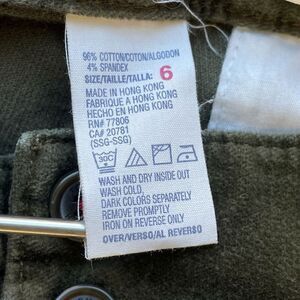 96% COTTON/COTON/ALGODON
4% SPANDEX
SIZE/TAILLE/TALLA: 6
MADE IN HONG KONG
FABRIQUE A HONG KONG
HECHO EN HONG KONG
RN# 77806
CA# 20781
(SSG-SSG)
30C
WASH AND DRY INSIDE OUT
WASH COLD,
DARK COLORS SEPARATELY
REMOVE PROMPTLY
IRON ON REVERSE ONLY
OVER/VERSO/AL REVERSO